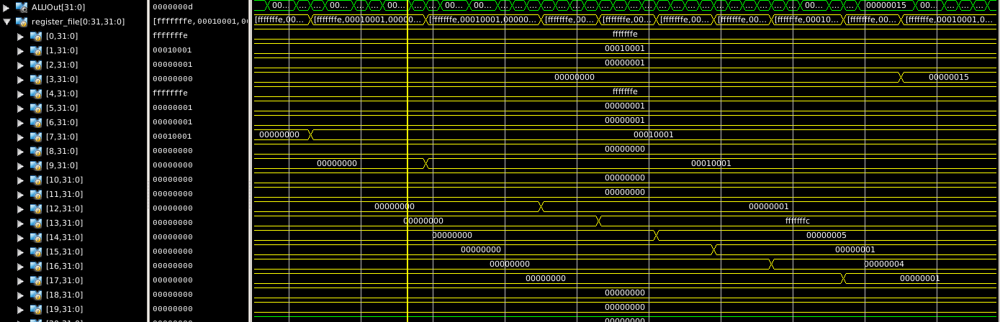 ALUOut[31:0] 0000000d 00... ... ... 00... ... ... 00... ... 00... 00... ... ... 00... ... 00000015 00... ...
register_file[0:31,31:0] [fffffffe,00010001,0 [fffffffe,00... [fffffffe,00010001,00000... [fffffffe,00010001,00000... [fffffffe,00... [fffffffe,00... [fffffffe,00... [fffffffe,00... [fffffffe,00010... [fffffffe,00... [fffffffe,00010001,0...
[0,31:0] fffffffe fffffffe
[1,31:0] 00010001 00010001
[2,31:0] 00000001 00000001
[3,31:0] 00000000 00000000 00000015
[4,31:0] fffffffe fffffffe
[5,31:0] 00000001 00000001
[6,31:0] 00000001 00000001
[7,31:0] 00010001 00000000 00010001
[8,31:0] 00000000 00000000
[9,31:0] 00000000 00000000 00010001
[10,31:0] 00000000 00000000
[11,31:0] 00000000 00000000
[12,31:0] 00000000 00000000 00000001
[13,31:0] 00000000 00000000 fffffffc
[14,31:0] 00000000 00000000 00000005
[15,31:0] 00000000 00000000 00000001
[16,31:0] 00000000 00000000 00000004
[17,31:0] 00000000 00000000 00000001
[18,31:0] 00000000 00000000
[19,31:0] 00000000 00000000